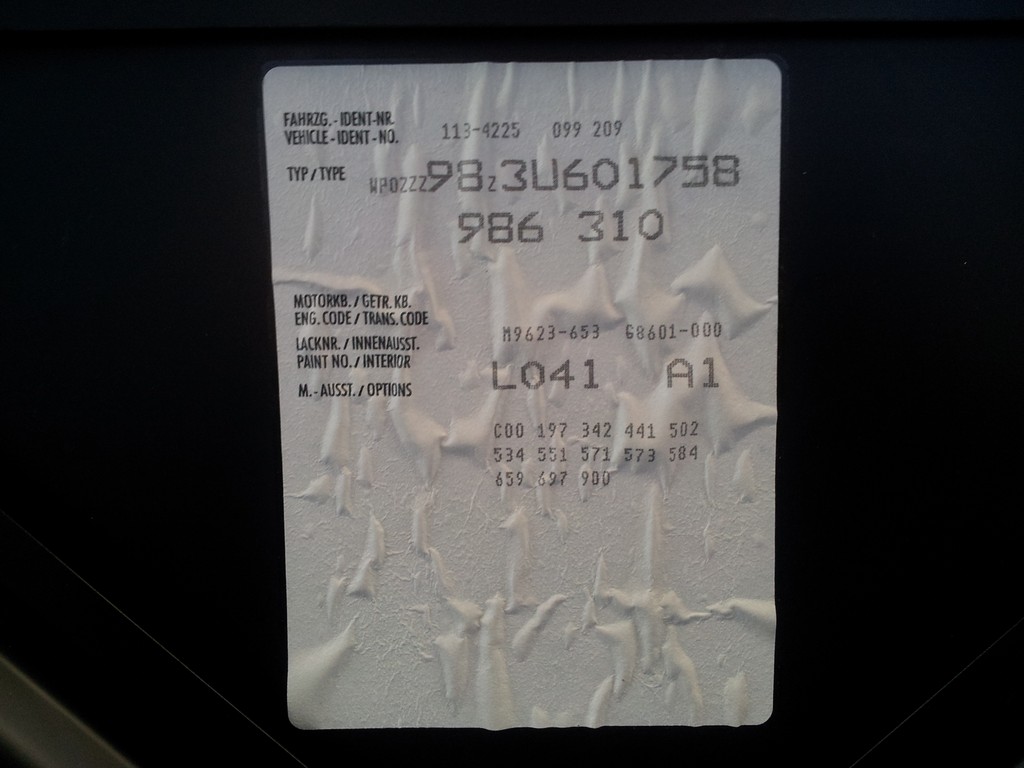 FAHRZG.-IDENT-NR.
VEHICLE-IDENT-NO. 113-4225 099 209
TYP/TYPE WP0ZZZ98Z3U601758
986 310
MOTORKB./GETR. KB.
ENG. CODE/TRANS. CODE M9623-653 G8601-000
LACKNR./INNENAUSST.
PAINT NO./INTERIOR L041 A1
M.-AUSST./OPTIONS
C00 197 342 441 502
534 551 571 573 584
659 697 900